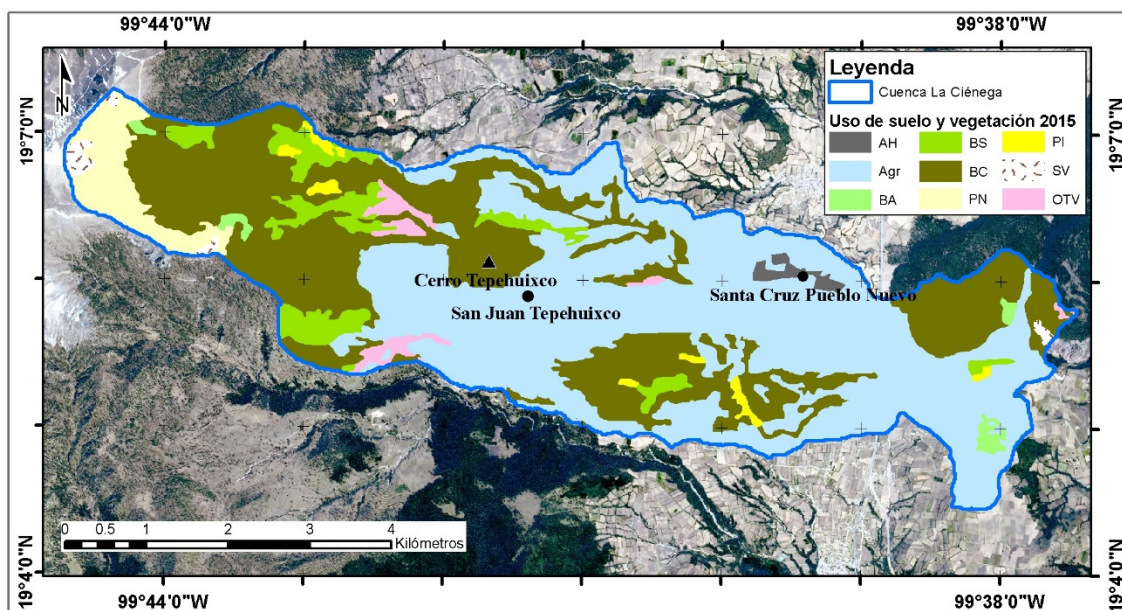 99°44'0"W 99°38'0"W
19°7'0"N 19°7'0"N
N
Leyenda
Cuenca La Ciénega
Uso de suelo y vegetación 2015
AH BS PI
Agr BC SV
BA PN OTV
Cerro Tepehuixco
San Juan Tepehuixco
Santa Cruz Pueblo Nuevo
0 0.5 1 2 3 4
Kilómetros
19°4'0"N 19°4'0"N
99°44'0"W 99°38'0"W